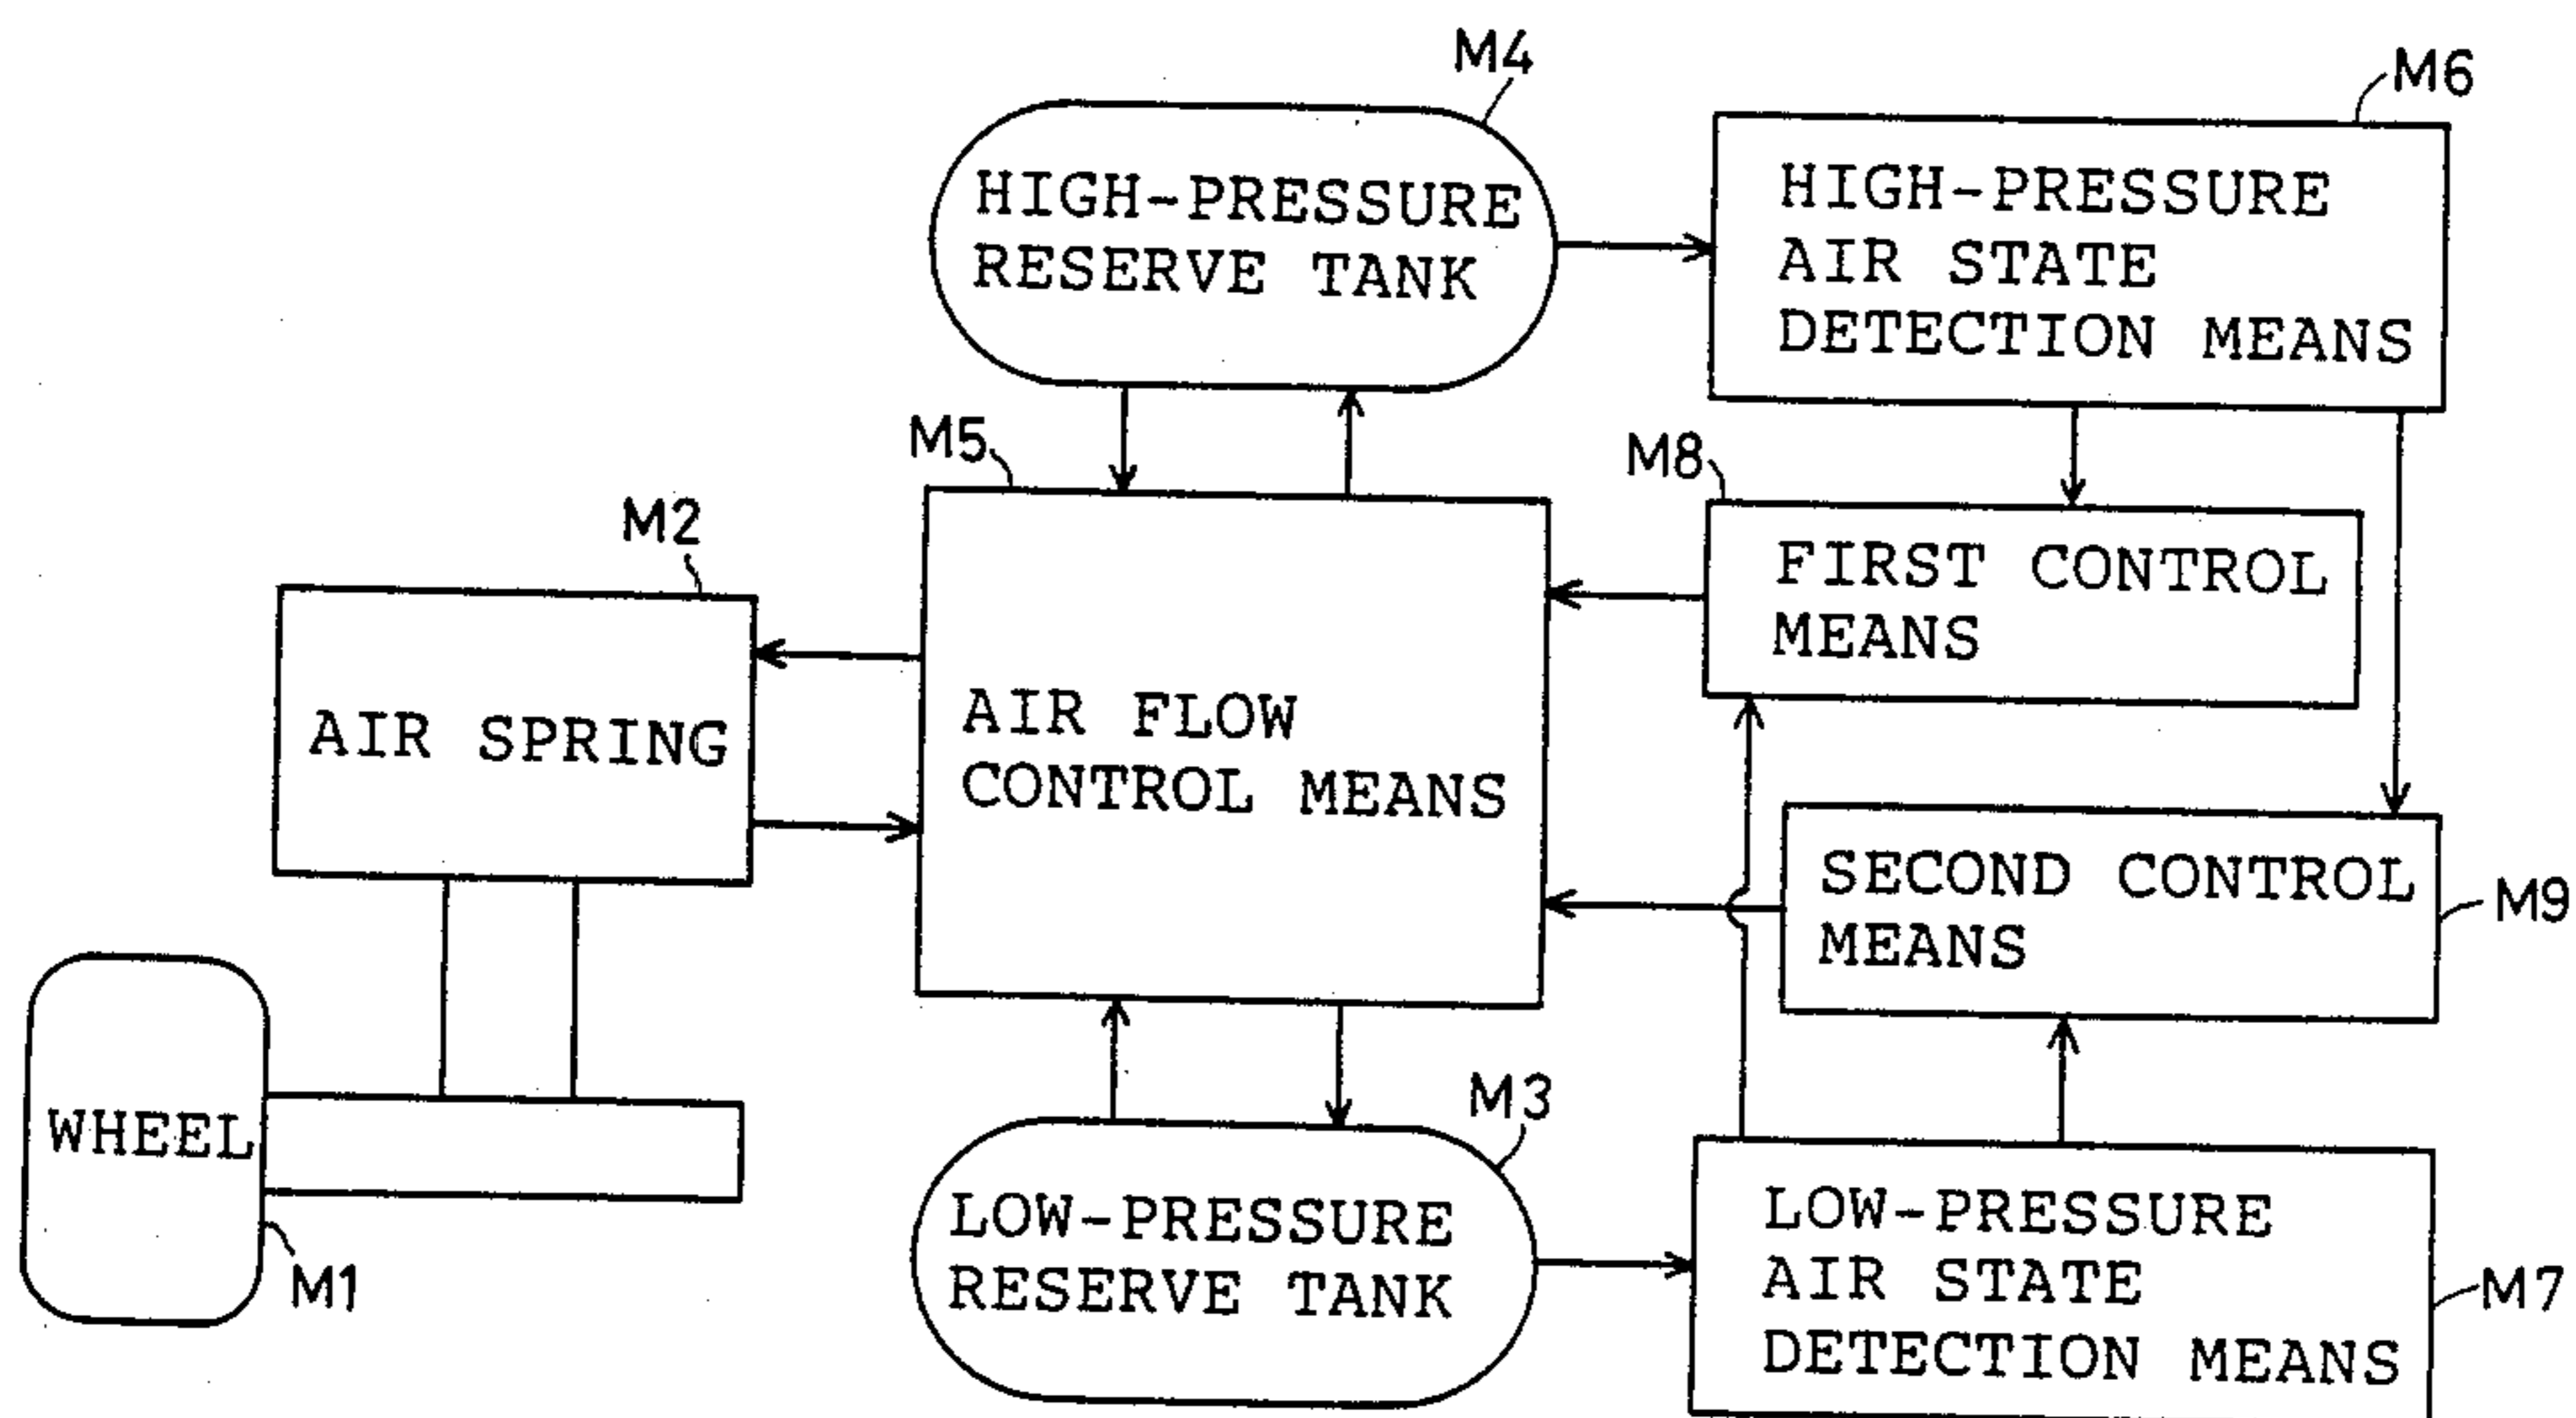 M4
M6
HIGH-PRESSURE
RESERVE TANK
HIGH-PRESSURE
AIR STATE
DETECTION MEANS
M5
M8
M2
FIRST CONTROL
MEANS
AIR SPRING
AIR FLOW
CONTROL MEANS
SECOND CONTROL
MEANS
M9
M3
WHEEL
M1
LOW-PRESSURE
RESERVE TANK
LOW-PRESSURE
AIR STATE
DETECTION MEANS
M7